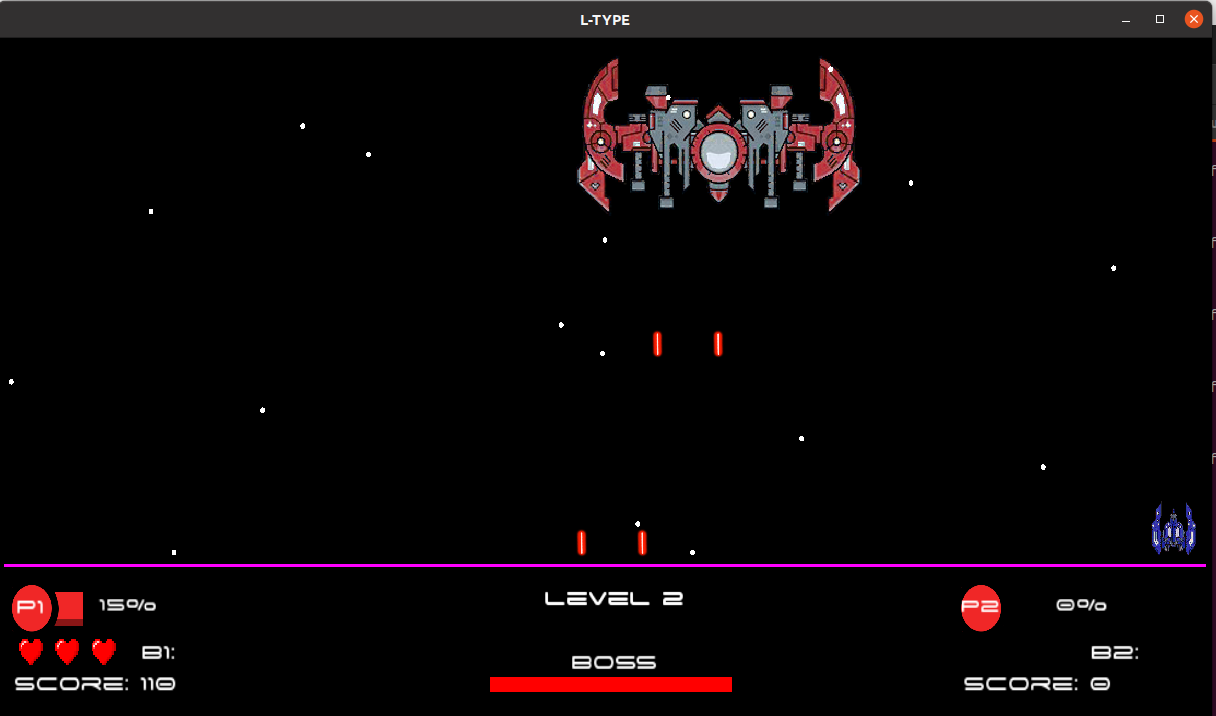 L-TYPE
P1 15%
LEVEL 2
P2 0%
B1:
BOSS
B2:
SCORE: 110
SCORE: 0